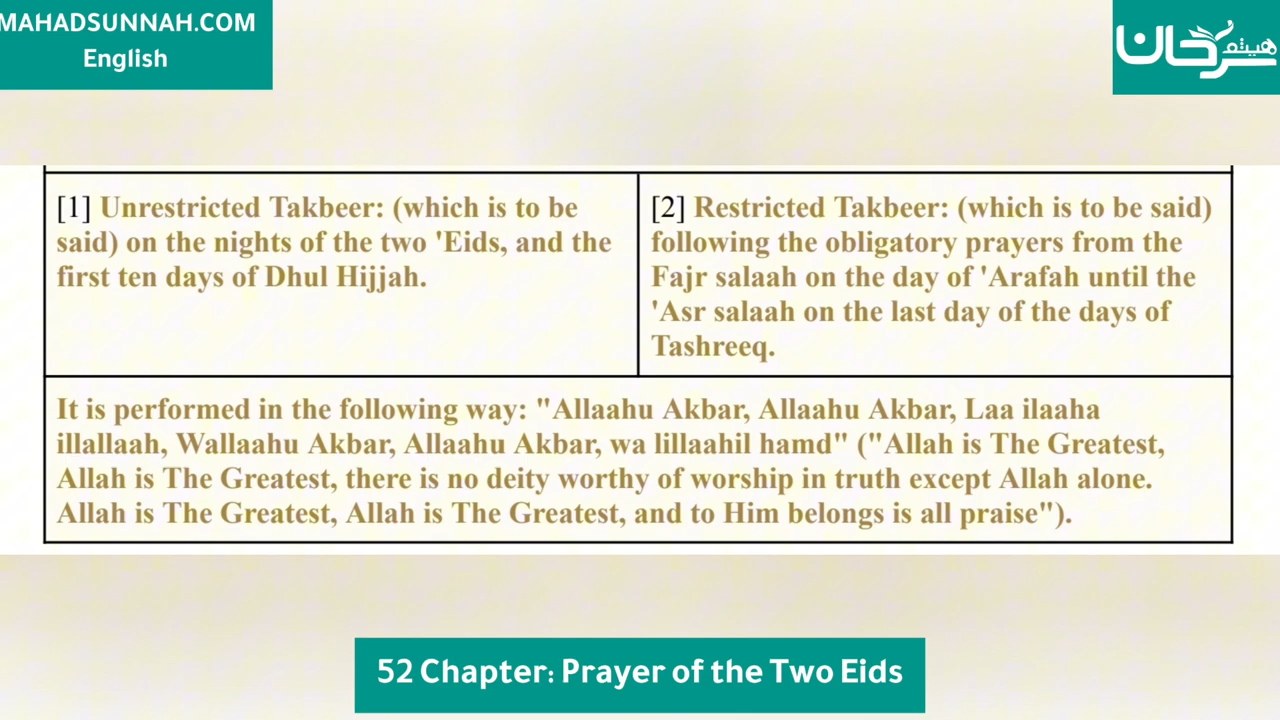 MAHADSUNNAH.COM
English
هيثم
سرحان
[1] Unrestricted Takbeer: (which is to be
said) on the nights of the two 'Eids, and the
first ten days of Dhul Hijjah.
[2] Restricted Takbeer: (which is to be said)
following the obligatory prayers from the
Fajr salaah on the day of 'Arafah until the
'Asr salaah on the last day of the days of
Tashreeq.
It is performed in the following way: "Allaahu Akbar, Allaahu Akbar, Laa ilaaha
illallaah, Wallaahu Akbar, Allaahu Akbar, wa lillaahil hamd" ("Allah is The Greatest,
Allah is The Greatest, there is no deity worthy of worship in truth except Allah alone.
Allah is The Greatest, Allah is The Greatest, and to Him belongs is all praise").
52 Chapter: Prayer of the Two Eids